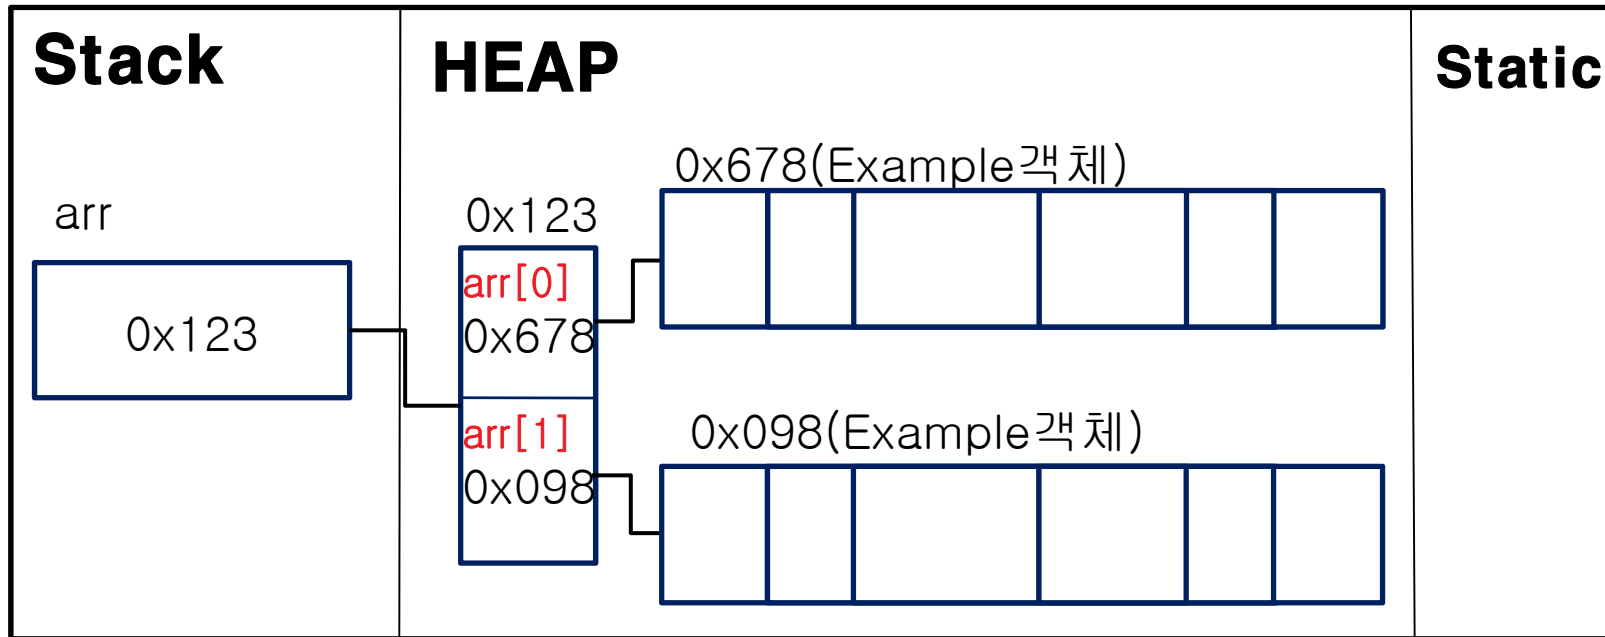 Stack
HEAP
Static
arr
0x123
0x123
arr[0]
0x678
arr[1]
0x098
0x678(Example객체)
0x098(Example객체)